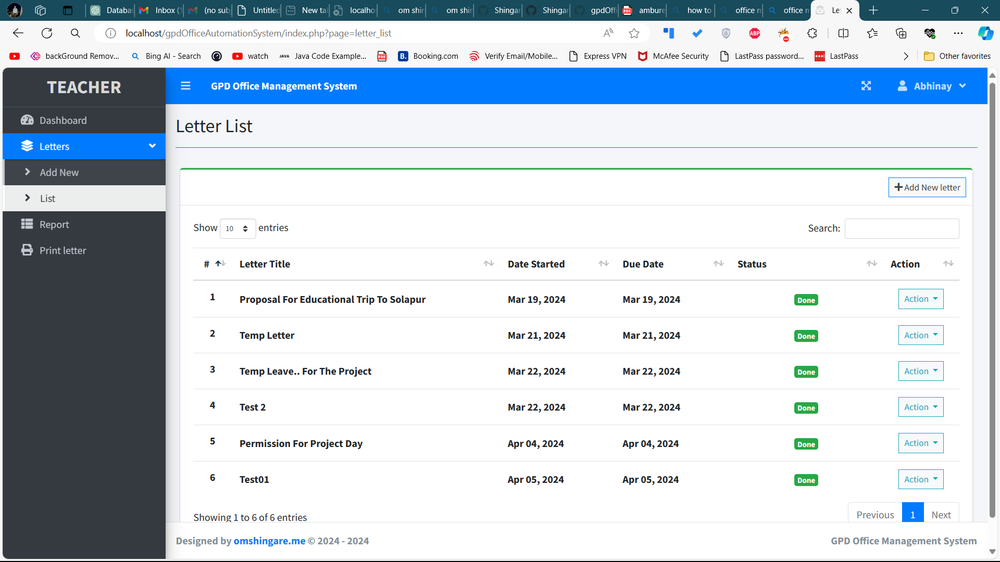 Databas
Inbox (1
(no sub
Untitled
New tab
localhos
om shin
om shin
Shingar
Shingar
gpdOffi
ambure
how to
office m
office m
Let
localhost/gpdOfficeAutomationSystem/index.php?page=letter_list
backGround Remov...
Bing AI - Search
watch
Java Code Example...
Booking.com
Verify Email/Mobile...
Express VPN
McAfee Security
LastPass password...
LastPass
Other favorites
TEACHER
GPD Office Management System
Abhinay
Dashboard
Letters
Add New
List
Report
Print letter
Letter List
Add New letter
Show 10 entries
Search:
# Letter Title Date Started Due Date Status Action
1 Proposal For Educational Trip To Solapur Mar 19, 2024 Mar 19, 2024 Done Action
2 Temp Letter Mar 21, 2024 Mar 21, 2024 Done Action
3 Temp Leave.. For The Project Mar 22, 2024 Mar 22, 2024 Done Action
4 Test 2 Mar 22, 2024 Mar 22, 2024 Done Action
5 Permission For Project Day Apr 04, 2024 Apr 04, 2024 Done Action
6 Test01 Apr 05, 2024 Apr 05, 2024 Done Action
Showing 1 to 6 of 6 entries
Previous 1 Next
Designed by omshingare.me © 2024 - 2024
GPD Office Management System